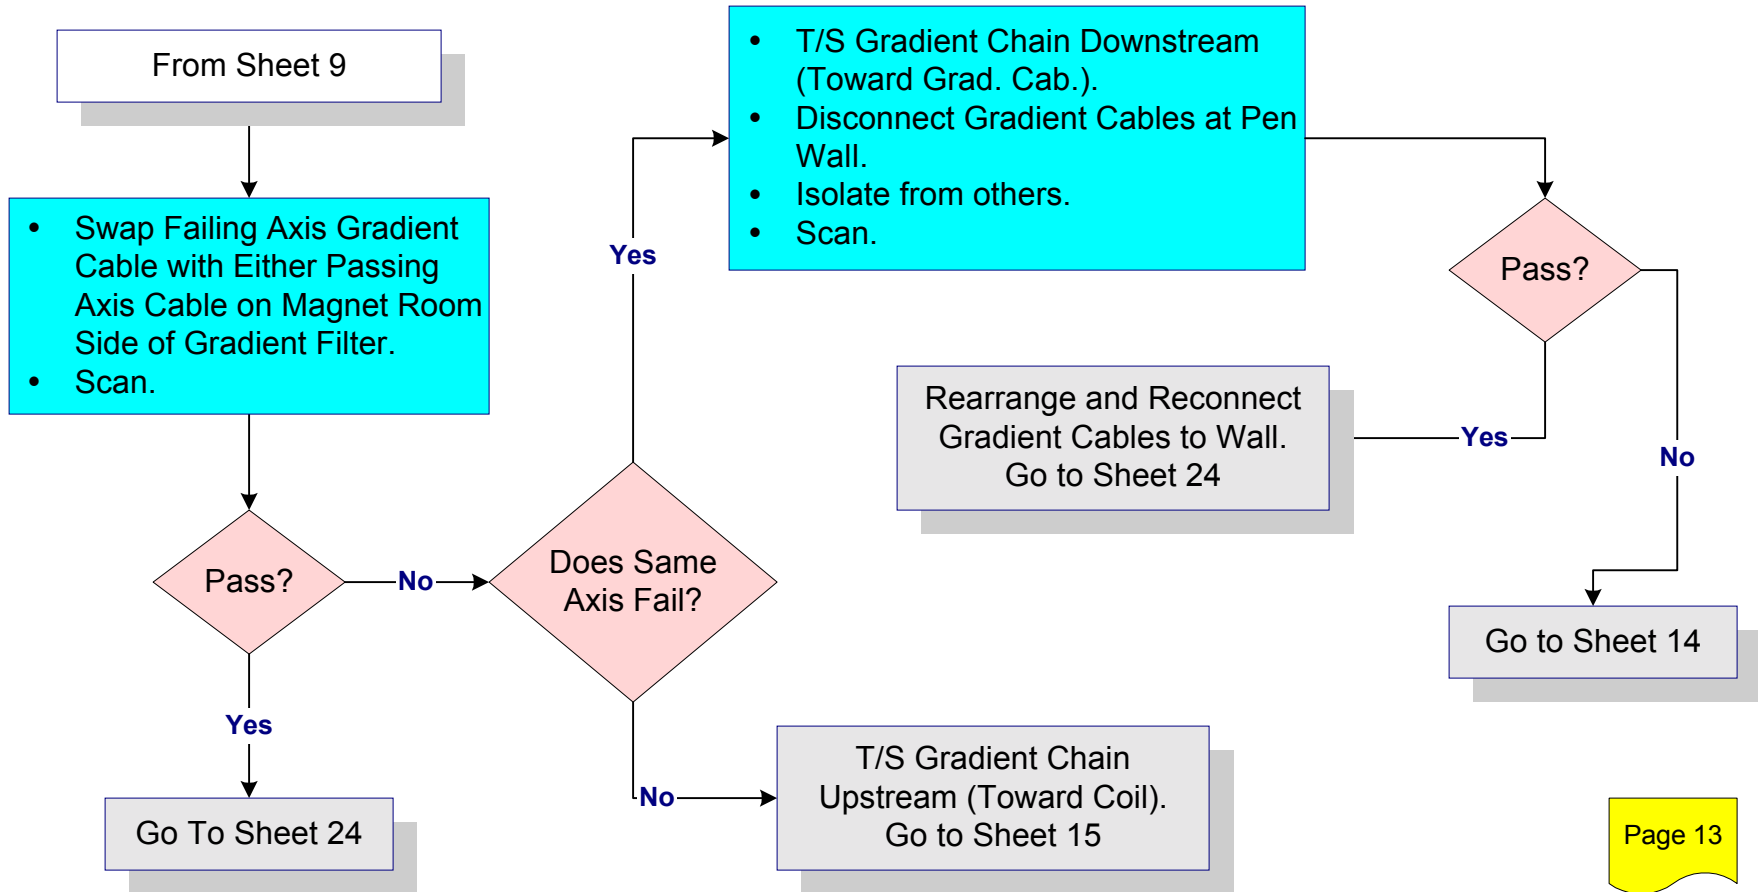 From Sheet 9
• Swap Failing Axis Gradient
Cable with Either Passing
Axis Cable on Magnet Room
Side of Gradient Filter.
• Scan.
Pass?
Yes
Go To Sheet 24
No
Does Same
Axis Fail?
Yes
• T/S Gradient Chain Downstream
(Toward Grad. Cab.).
• Disconnect Gradient Cables at Pen
Wall.
• Isolate from others.
• Scan.
No
T/S Gradient Chain
Upstream (Toward Coil).
Go to Sheet 15
Pass?
Yes
Rearrange and Reconnect
Gradient Cables to Wall.
Go to Sheet 24
No
Go to Sheet 14
Page 13